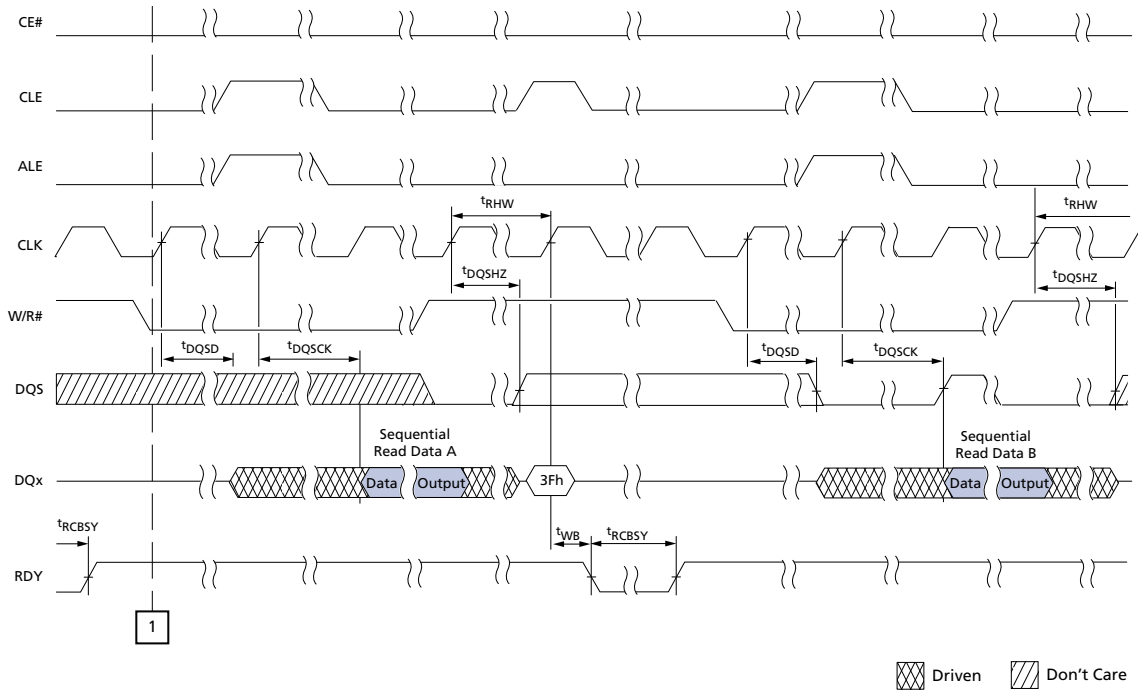 CE#
CLE
ALE
tRHW
tRHW
CLK
tDQSHZ
tDQSHZ
W/R#
tDQSD
tDQSCK
tDQSD
tDQSCK
DQS
Sequential
Read Data A
Sequential
Read Data B
DQx
Data
Output
3Fh
Data
Output
tRCBSY
tWB
tRCBSY
RDY
1
Driven
Don't Care